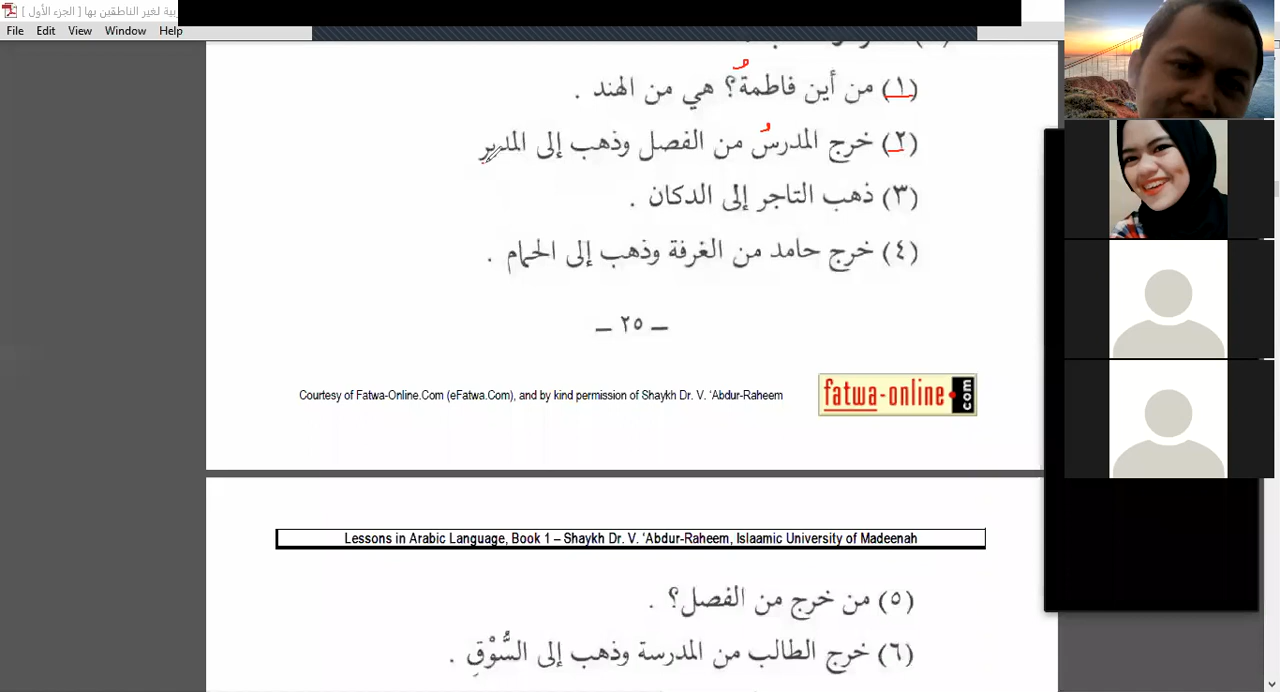 بية لغير الناطقين بها [ الجزء الأول ]
File Edit View Window Help
(١) من أين فاطمةُ؟ هي من الهند .
(٢) خرج المدرسُ من الفصل وذهب إلى المدير
(٣) ذهب التاجر إلى الدكان .
(٤) خرج حامد من الغرفة وذهب إلى الحمام .
— ٢٥ —
Courtesy of Fatwa-Online.Com (eFatwa.Com), and by kind permission of Shaykh Dr. V. ‘Abdur-Raheem
fatwa-online.com
Lessons in Arabic Language, Book 1 – Shaykh Dr. V. ‘Abdur-Raheem, Islaamic University of Madeenah
(٥) من خرج من الفصل؟ .
(٦) خرج الطالب من المدرسة وذهب إلى السُّوْقِ .